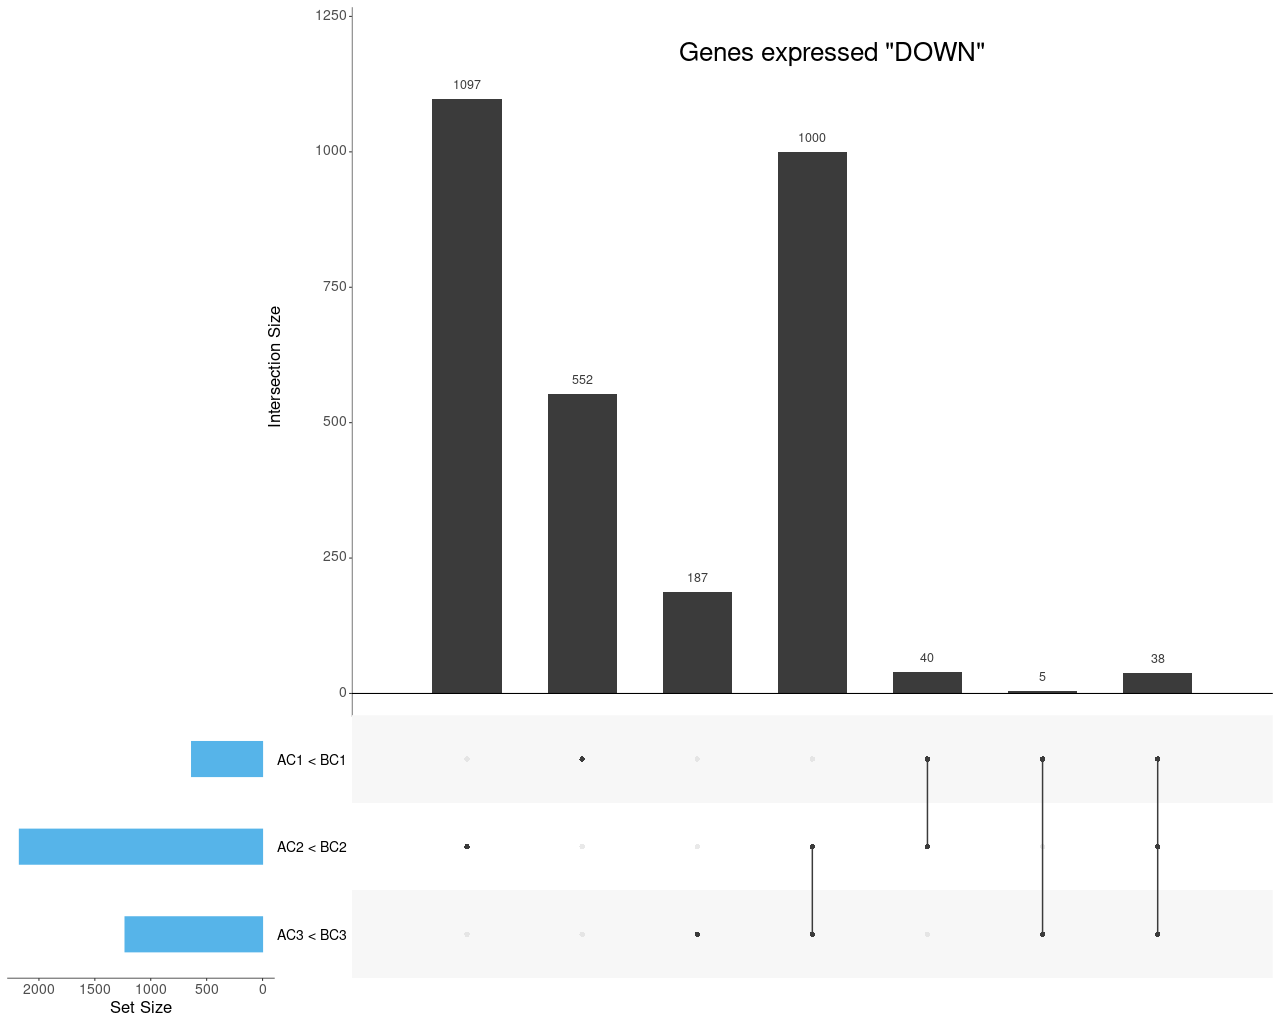 Genes expressed "DOWN"
1250
1000
750
500
250
0
Intersection Size
1097
552
187
1000
40
5
38
AC1 < BC1
AC2 < BC2
AC3 < BC3
2000 1500 1000 500 0
Set Size